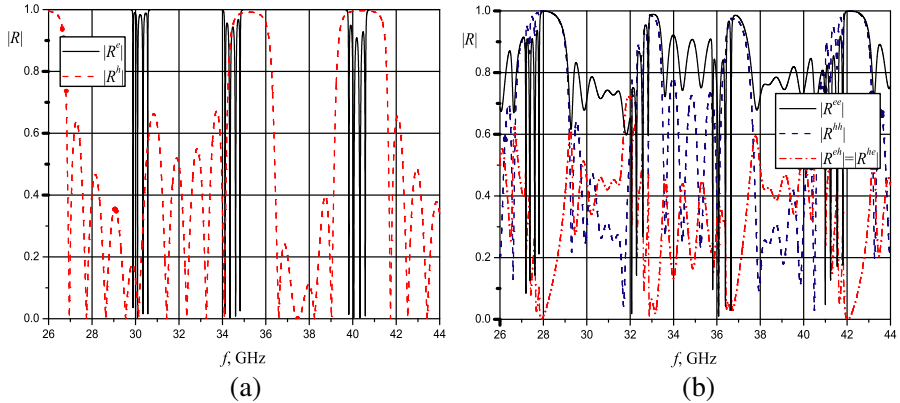 |R|
1.0
0.8
0.6
0.4
0.2
0.0
|R^e|
|R^h|
26 28 30 32 34 36 38 40 42 44
f, GHz
(a)
|R|
1.0
0.8
0.6
0.4
0.2
0.0
|R^ee|
|R^hh|
|R^eh|=|R^he|
26 28 30 32 34 36 38 40 42 44
f, GHz
(b)